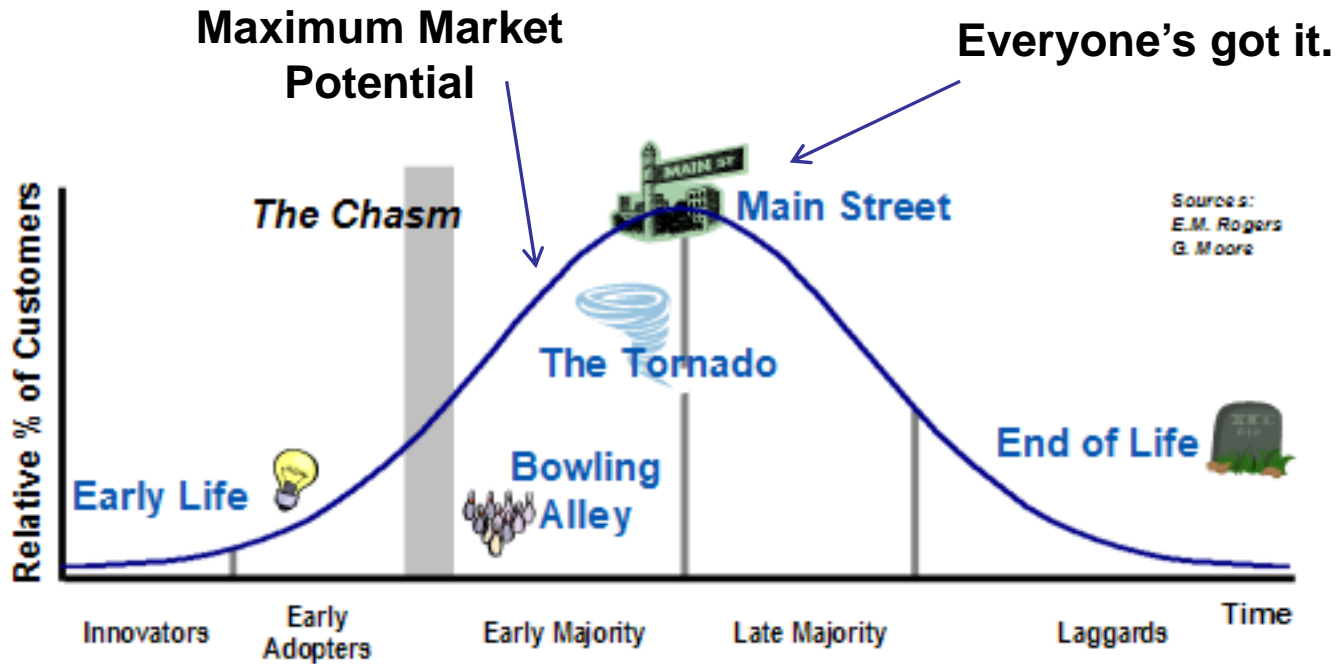 Maximum Market
Potential
Everyone's got it.
MAIN ST
The Chasm
Main Street
Sources:
E.M. Rogers
G. Moore
Relative % of Customers
The Tornado
Bowling
Alley
Early Life
End of Life
Time
Innovators
Early
Adopters
Early Majority
Late Majority
Laggards